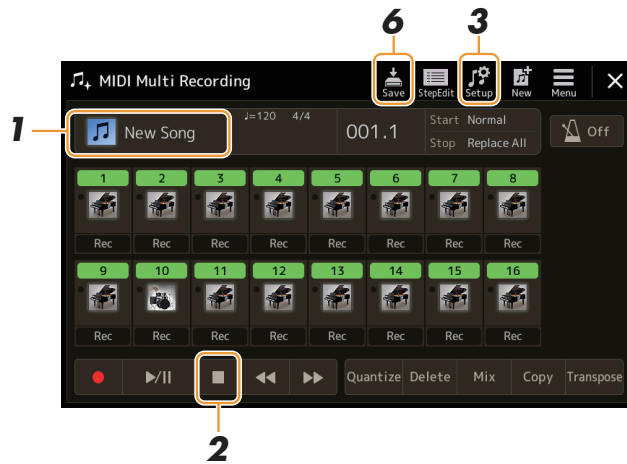 6 3
MIDI Multi Recording Save StepEdit Setup New Menu
1 New Song ♩=120 4/4 001.1 Start Normal Off
Stop Replace All
1 2 3 4 5 6 7 8
Rec Rec Rec Rec Rec Rec Rec Rec
9 10 11 12 13 14 15 16
Rec Rec Rec Rec Rec Rec Rec Rec
Quantize Delete Mix Copy Transpose
2